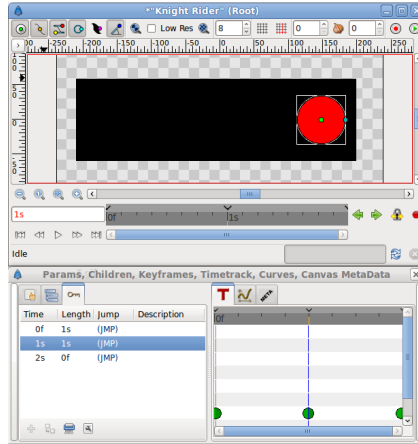 *"Knight Rider" (Root)
Low Res 8 0 0
-250 -200 -150 -100 -50 0 50 100 150 200 250
1s
0f 1s
Idle
Params, Children, Keyframes, Timetrack, Curves, Canvas MetaData
Time Length Jump Description
0f 1s (JMP)
1s 1s (JMP)
2s 0f (JMP)
T META
0f